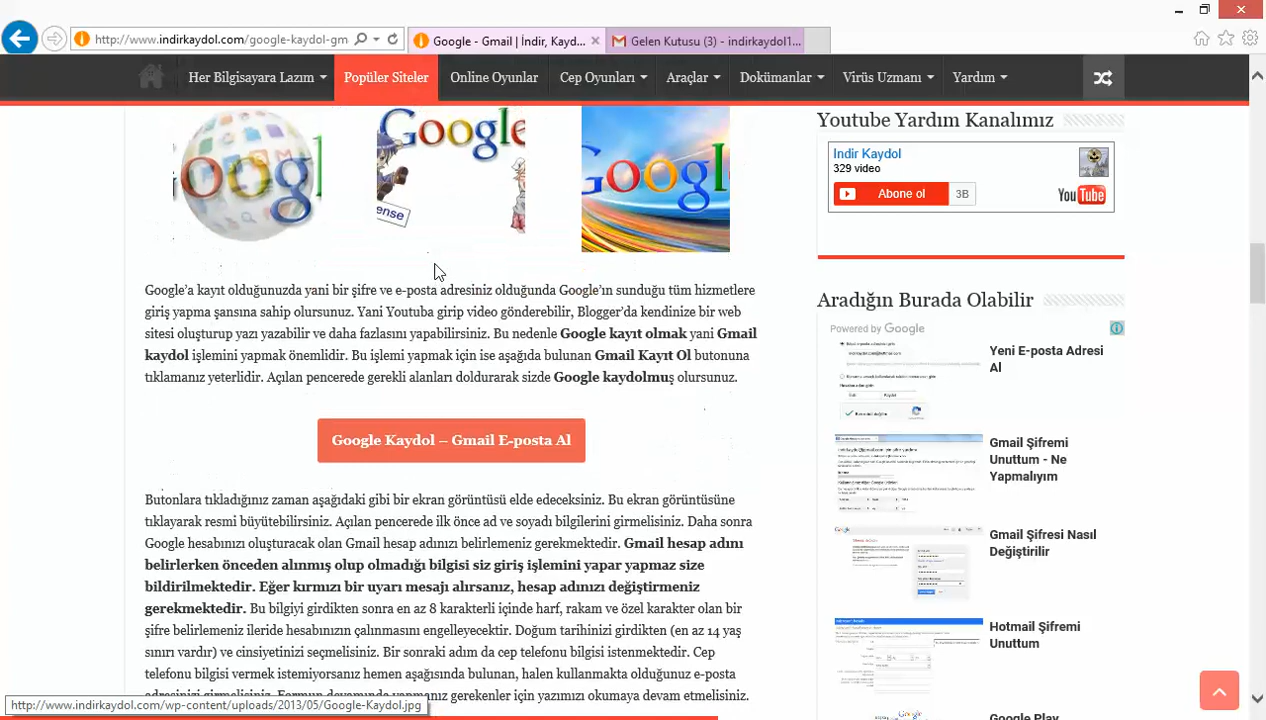 http://www.indirkaydol.com/google-kaydol-gm
Google - Gmail | İndir, Kayd...
Gelen Kutusu (3) - indirkaydol1...
Her Bilgisayara Lazım
Popüler Siteler
Online Oyunlar
Cep Oyunları
Araçlar
Dokümanlar
Virüs Uzmanı
Yardım
oogl
Google
ense
Googl
Google'a kayıt olduğunuzda yani bir şifre ve e-posta adresiniz olduğunda Google'ın sunduğu tüm hizmetlere
giriş yapma şansına sahip olursunuz. Yani Youtuba girip video gönderebilir, Blogger'da kendinize bir web
sitesi oluşturup yazı yazabilir ve daha fazlasını yapabilirsiniz. Bu nedenle Google kayıt olmak yani Gmail
kaydol işlemini yapmak önemlidir. Bu işlemi yapmak için ise aşağıda bulunan Gmail Kayıt Ol butonuna
tıklamanız yeterlidir. Açılan pencerede gerekli alanları doldurarak sizde Google kaydolmuş olursunuz.
Google Kaydol – Gmail E-posta Al
Butona tıkladığınız zaman aşağıdaki gibi bir ekran görüntüsü elde edeceksiniz. Bu ekran görüntüsüne
tıklayarak resmi büyütebilirsiniz. Açılan pencerede ilk önce ad ve soyadı bilgilerini girmelisiniz. Daha sonra
Google hesabınızı oluşturacak olan Gmail hesap adını belirlemeniz gerekmektedir. Gmail hesap adını
başkası önceden almış olup olmadığı bilgisi siz giriş işlemini yapar yapmaz size
bildirilmektedir. Eğer kırmızı bir uyarı mesajı alırsanız, hesap adınızı değiştirmeniz
gerekmektedir. Bu bilgiyi girdikten sonra en az 8 karakterli içinde harf, rakam ve özel karakter olan bir
şifre belirlemeniz ileride hesabınızın çalınmasını engelleyecektir. Doğum tarihini girdikten (en az 14 yaş
sınırı var) ve cinsiyetinizi seçmelisiniz. Bir sonraki alan da cep telefonu bilgisi istenmektedir. Cep
telefonu bilgisi vermek istemiyorsanız hemen aşağısında bulunan, halen kullanmakta olduğunuz e-posta
http://www.indirkaydol.com/wp-content/uploads/2013/05/Google-Kaydol.jpg
gerekenler için yazımızı okumaya devam etmelisiniz.
Youtube Yardım Kanalımız
Indir Kaydol
329 video
Abone ol
3B
You Tube
Aradığın Burada Olabilir
Powered by Google
Yeni E-posta Adresi
Al
Gmail Şifremi
Unuttum - Ne
Yapmalıyım
Gmail Şifresi Nasıl
Değiştirilir
Hotmail Şifremi
Unuttum
Google Play